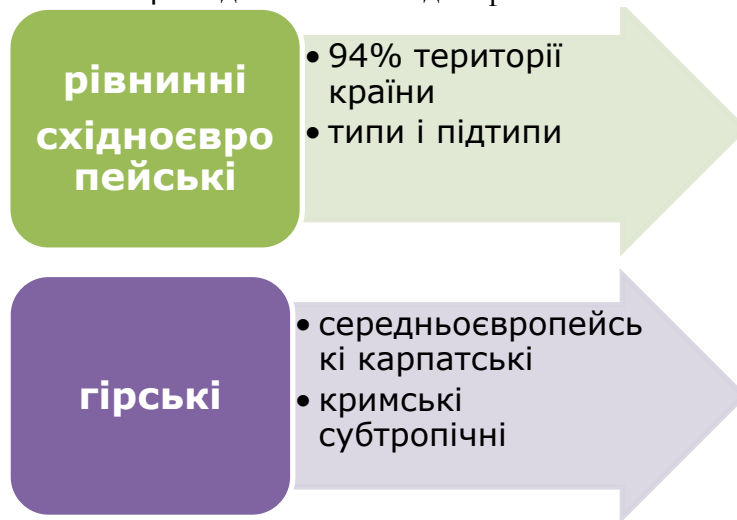 рівнинні
східноєвро
пейські
• 94% території
країни
• типи і підтипи
гірські
• середньоєвропейсь
кі карпатські
• кримські
субтропічні